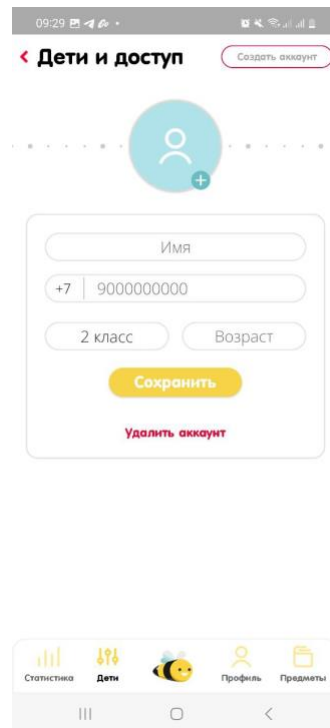 09:29
Дети и доступ
Создать аккаунт
Имя
+7 9000000000
2 класс Возраст
Сохранить
Удалить аккаунт
Статистика Дети Профиль Предметы